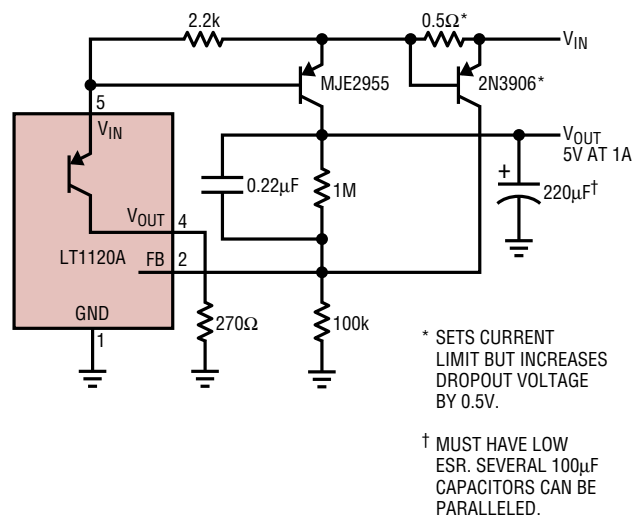 2.2k
0.5Ω*
VIN
MJE2955
2N3906*
5
VIN
VOUT
5V AT 1A
0.22µF
1M
220µF†
+
VOUT
4
LT1120A
FB
2
GND
270Ω
100k
1
* SETS CURRENT
LIMIT BUT INCREASES
DROPOUT VOLTAGE
BY 0.5V.
† MUST HAVE LOW
ESR. SEVERAL 100µF
CAPACITORS CAN BE
PARALLELED.